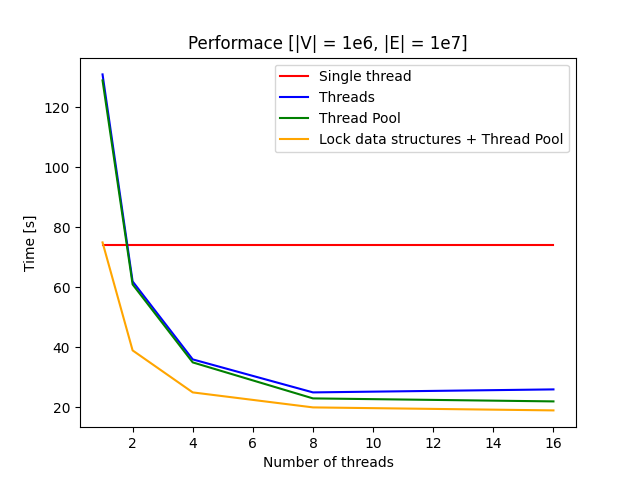 Performace [|V| = 1e6, |E| = 1e7]
Single thread
Threads
Thread Pool
Lock data structures + Thread Pool
Time [s]
120
100
80
60
40
20
2 4 6 8 10 12 14 16
Number of threads